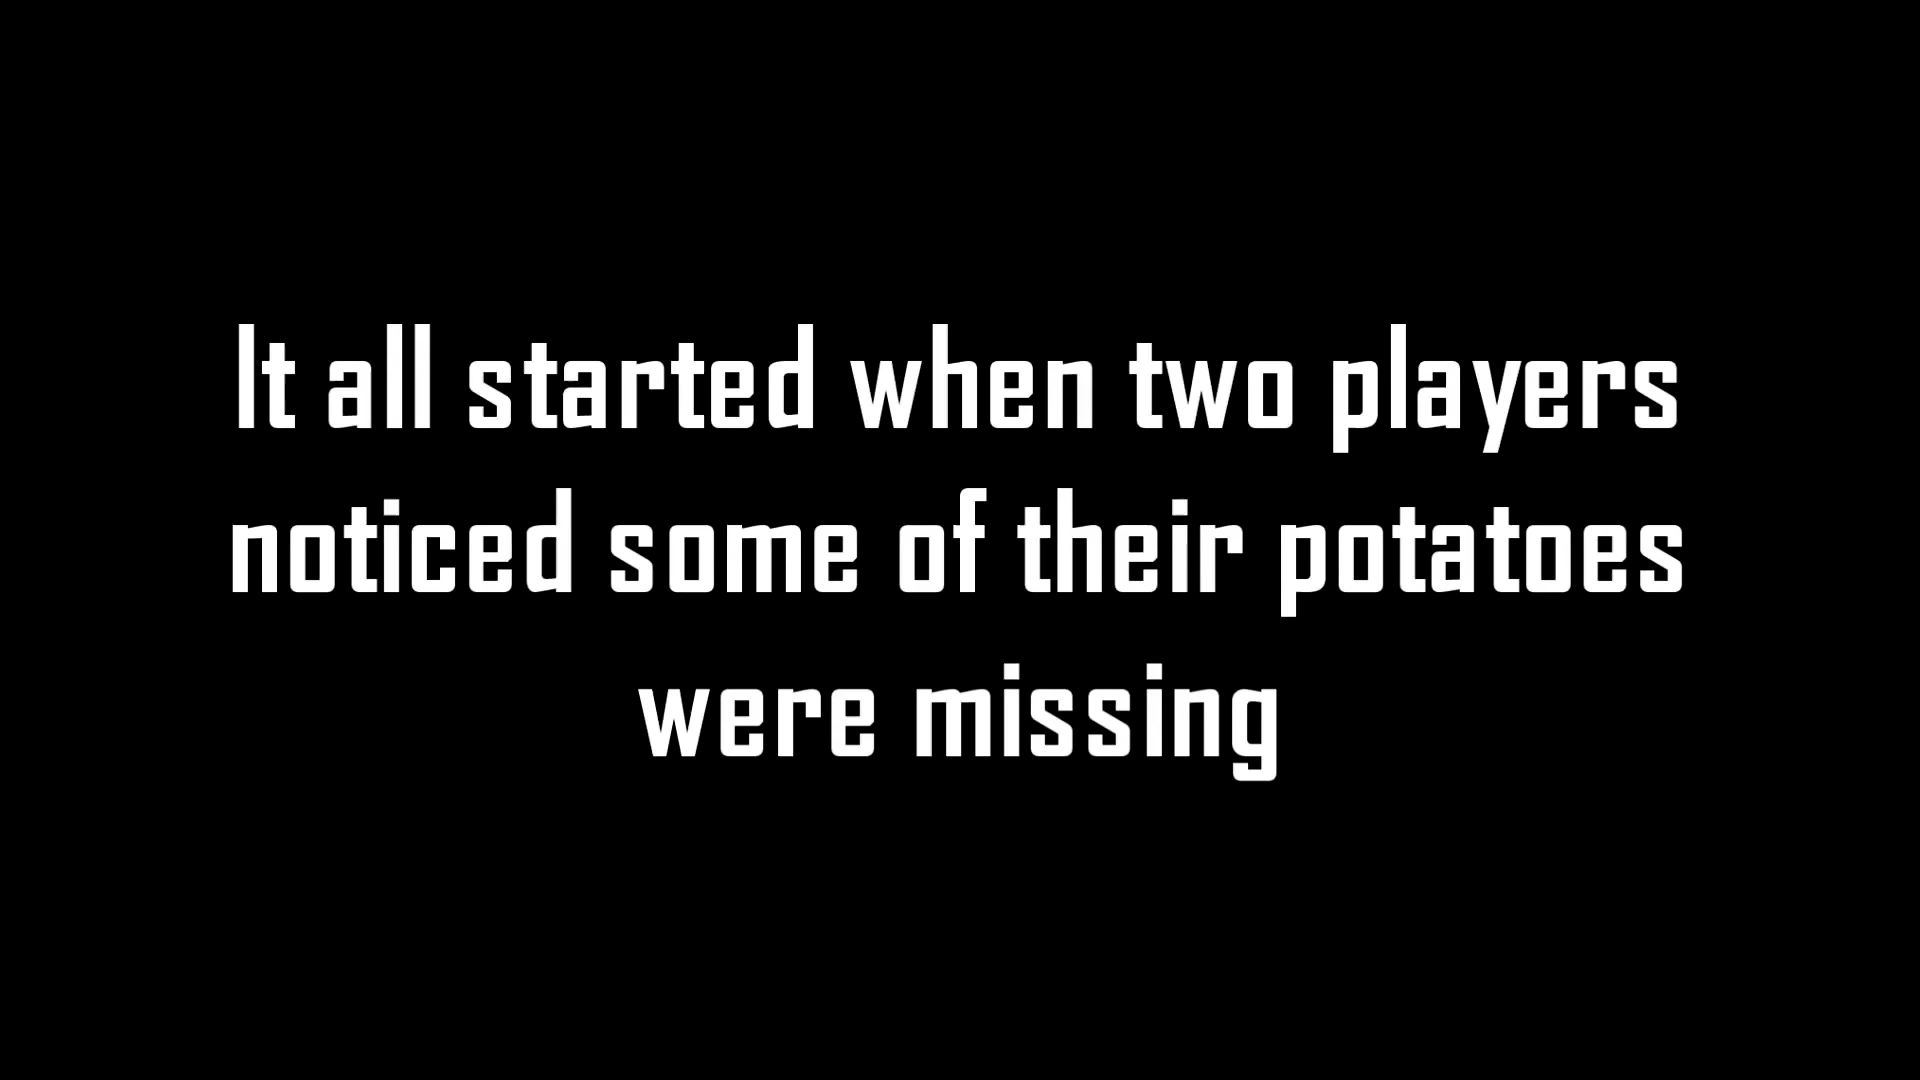 It all started when two players
noticed some of their potatoes
were missing